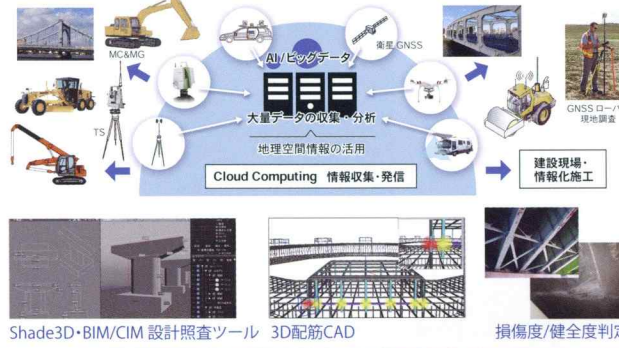 MC&MG
AI/ビッグデータ
衛星 GNSS
TS
大量データの収集・分析
地理空間情報の活用
Cloud Computing 情報収集・発信
GNSS ローバ
現地調査
建設現場・
情報化施工
Shade3D・BIM/CIM 設計照査ツール
3D配筋CAD
損傷度/健全度判定